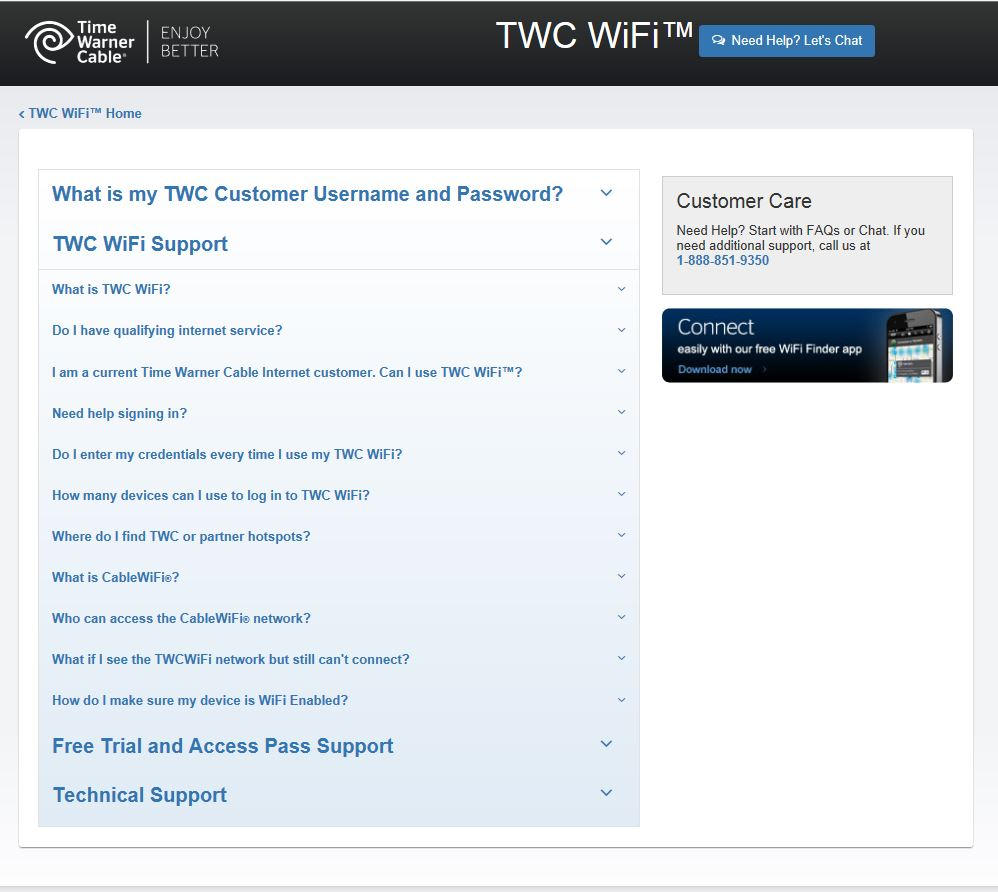 Time
Warner
Cable®
ENJOY
BETTER
TWC WiFi™
Need Help? Let's Chat
‹ TWC WiFi™ Home
What is my TWC Customer Username and Password?
TWC WiFi Support
What is TWC WiFi?
Do I have qualifying internet service?
I am a current Time Warner Cable Internet customer. Can I use TWC WiFi™?
Need help signing in?
Do I enter my credentials every time I use my TWC WiFi?
How many devices can I use to log in to TWC WiFi?
Where do I find TWC or partner hotspots?
What is CableWiFi®?
Who can access the CableWiFi® network?
What if I see the TWCWiFi network but still can't connect?
How do I make sure my device is WiFi Enabled?
Free Trial and Access Pass Support
Technical Support
Customer Care
Need Help? Start with FAQs or Chat. If you
need additional support, call us at
1-888-851-9350
Connect
easily with our free WiFi Finder app
Download now ›